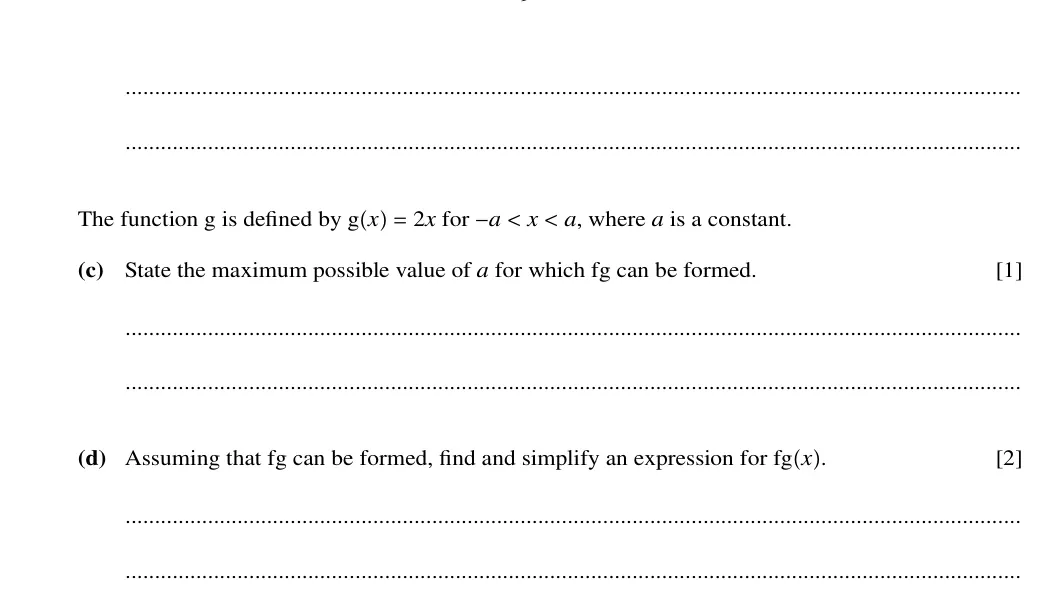 The function g is defined by g(x) = 2x for –a < x < a, where a is a constant.
(c) State the maximum possible value of a for which fg can be formed. [1]
(d) Assuming that fg can be formed, find and simplify an expression for fg(x). [2]